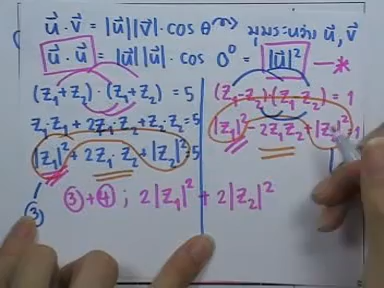 u⃗ · v⃗ = |u⃗||v⃗| · cos θ → มุมระหว่าง u⃗, v⃗
u⃗ · u⃗ = |u⃗||u⃗| · cos 0° = |u⃗|² —*
(z₁+z₂) · (z₁+z₂) = 5
z₁·z₁ + 2z₁·z₂ + z₂·z₂ = 5
|z₁|² + 2z₁·z₂ + |z₂|² = 5
③
(z₁-z₂)·(z₁-z₂) = 1
|z₁|² - 2z₁z₂ + |z₂|² 1
③+④ ; 2|z₁|² + 2|z₂|²